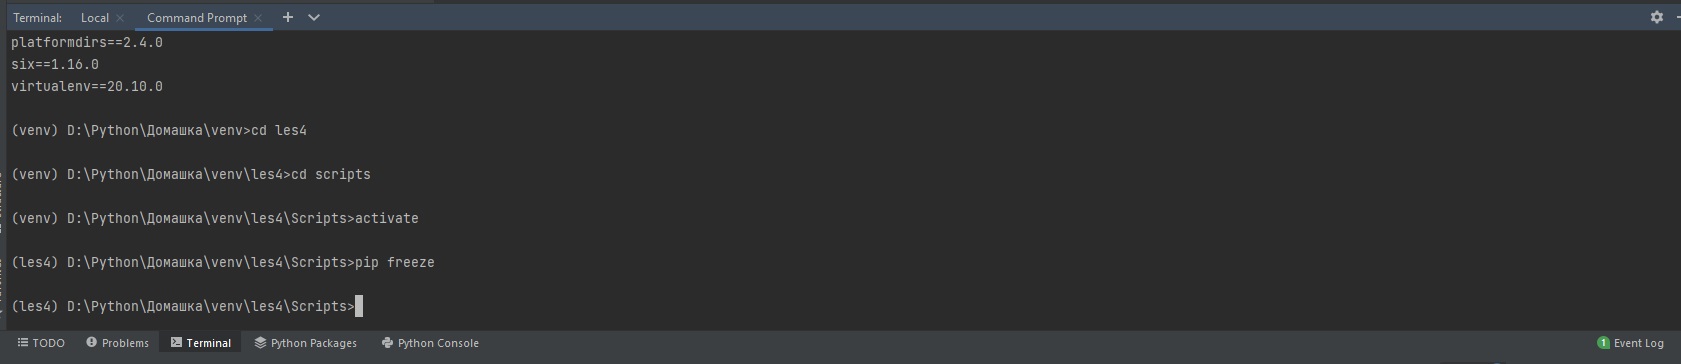 Terminal: Local Command Prompt
platformdirs==2.4.0
six==1.16.0
virtualenv==20.10.0
(venv) D:\Python\Домашка\venv>cd les4
(venv) D:\Python\Домашка\venv\les4>cd scripts
(venv) D:\Python\Домашка\venv\les4\Scripts>activate
(les4) D:\Python\Домашка\venv\les4\Scripts>pip freeze
(les4) D:\Python\Домашка\venv\les4\Scripts>
TODO Problems Terminal Python Packages Python Console 1 Event Log